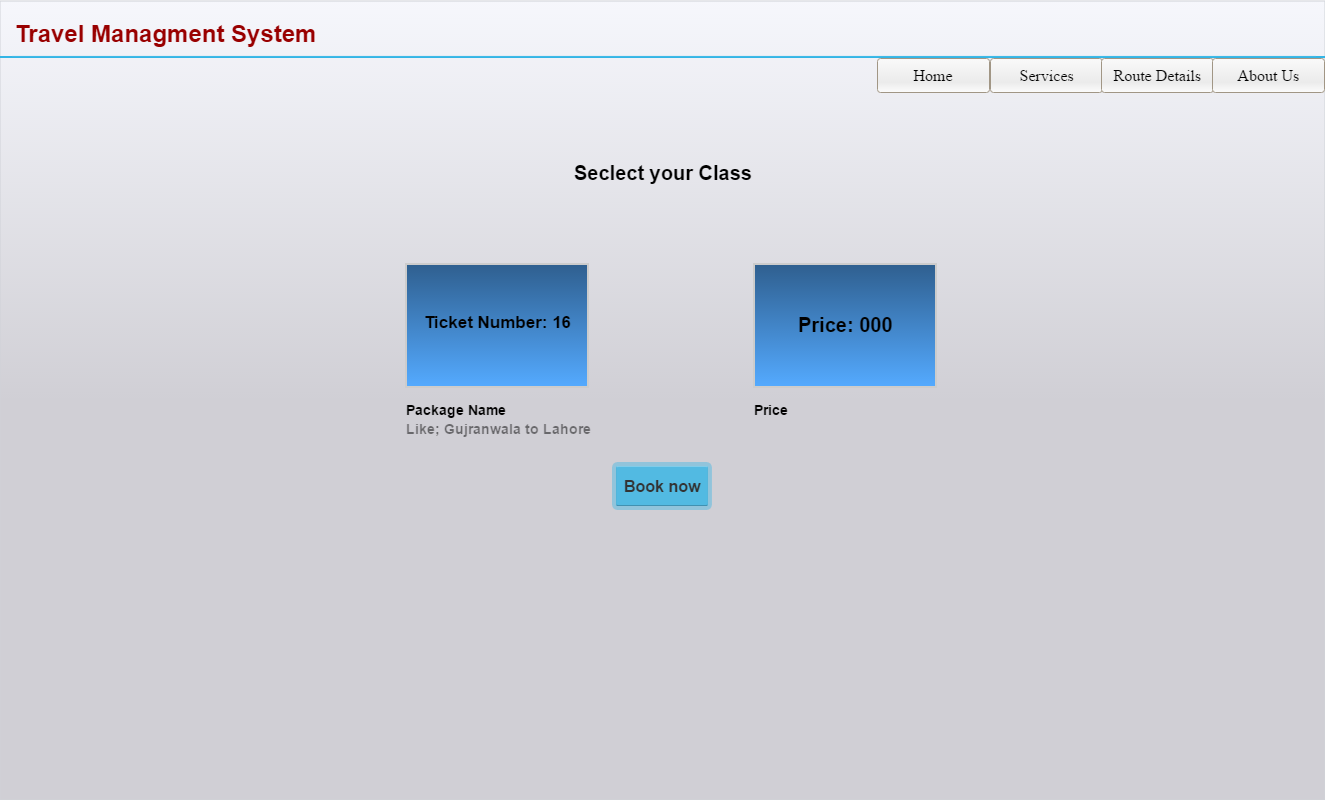 Travel Managment System
Home Services Route Details About Us
Seclect your Class
Ticket Number: 16
Price: 000
Package Name
Like; Gujranwala to Lahore
Price
Book now